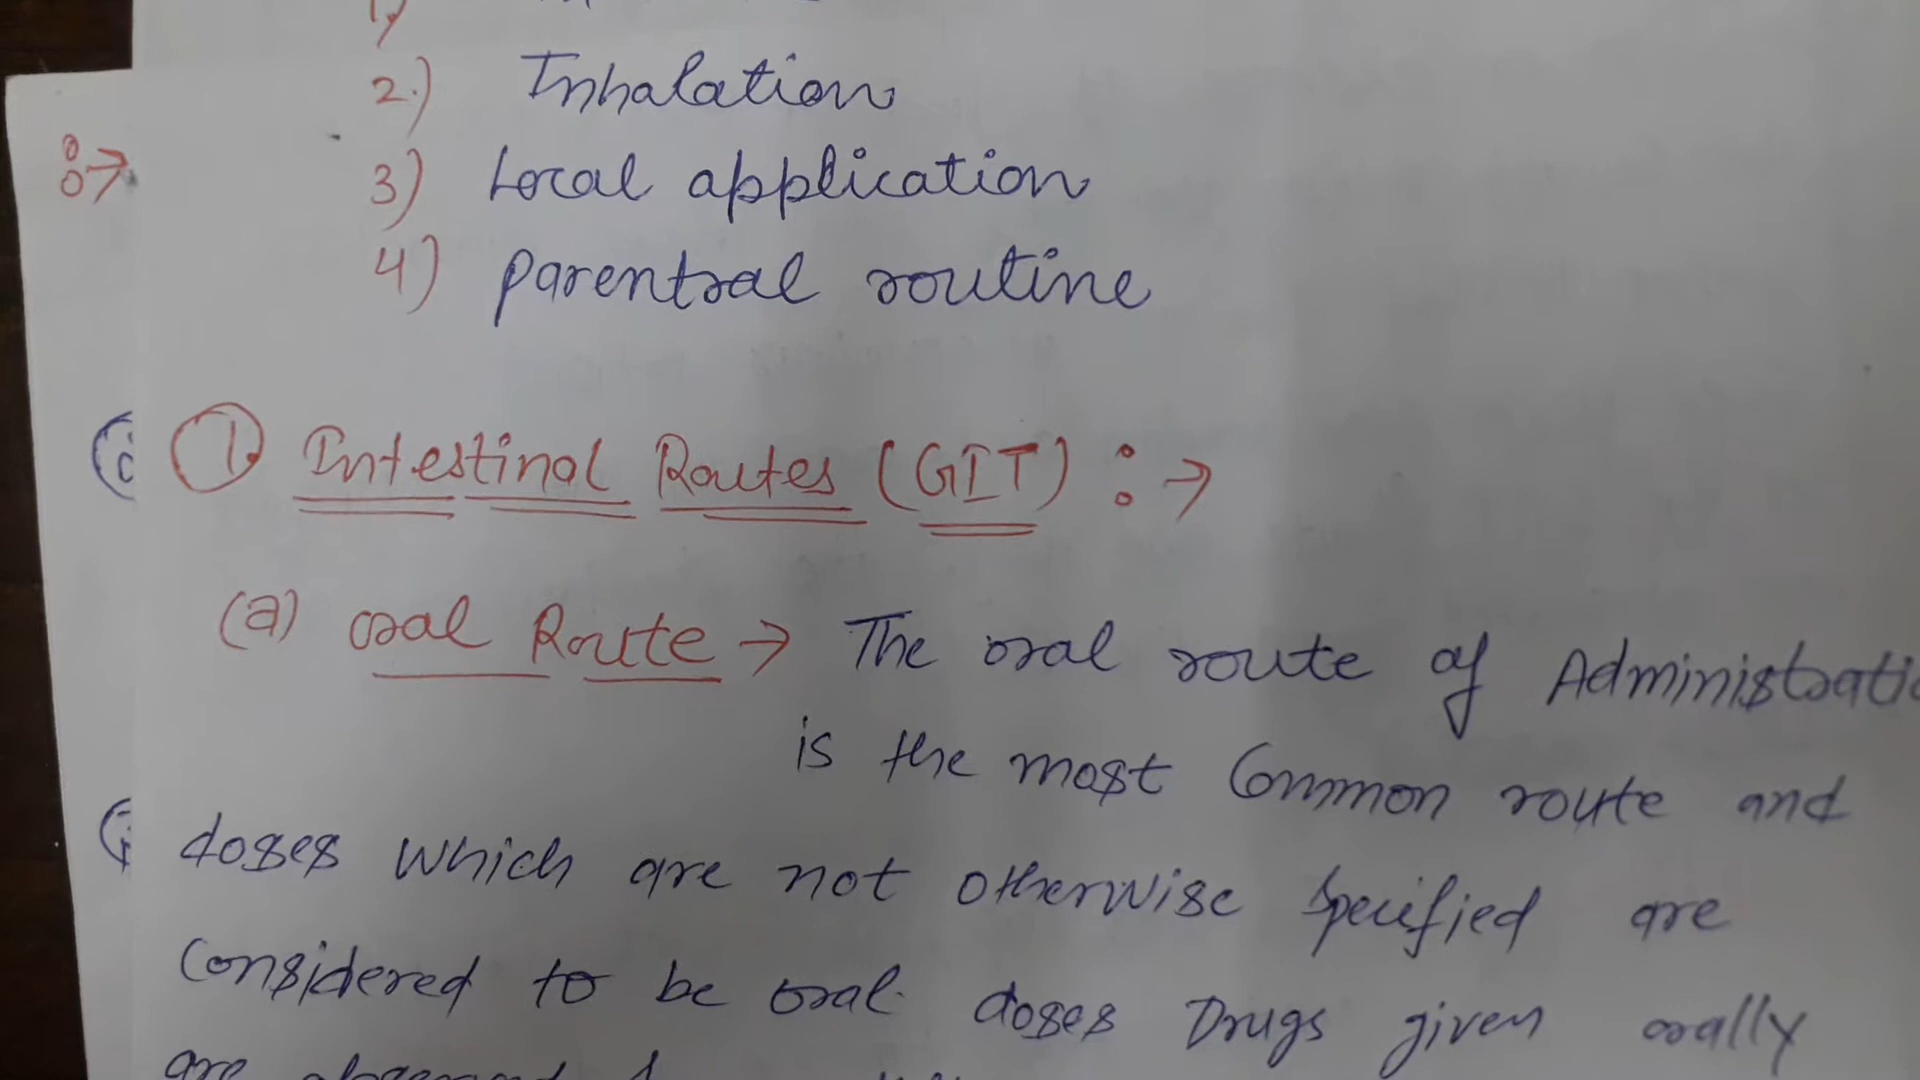 2.) Inhalation
3) Local application
4) Parentral routine
1. Intestinal Routes (GIT) :→
(a) oral Route → The oral route of Administratio
is the most Common route and
doses which are not otherwise specified are
Considered to be oral doses Drugs given orally
are